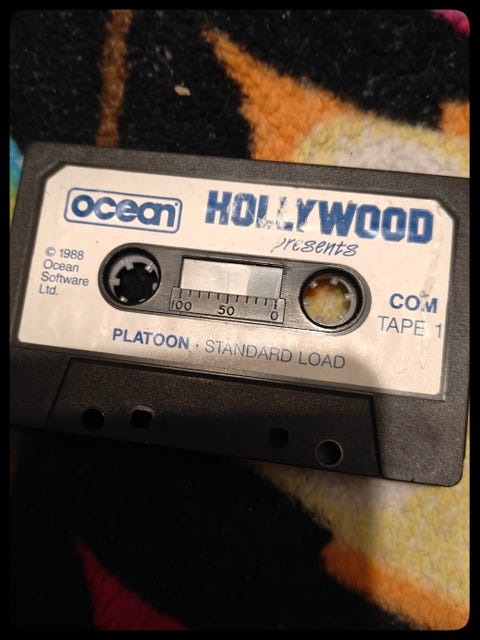 ocean
HOLLYWOOD
presents
© 1988
Ocean
Software
Ltd.
100 50 0
COM
TAPE 1
PLATOON · STANDARD LOAD